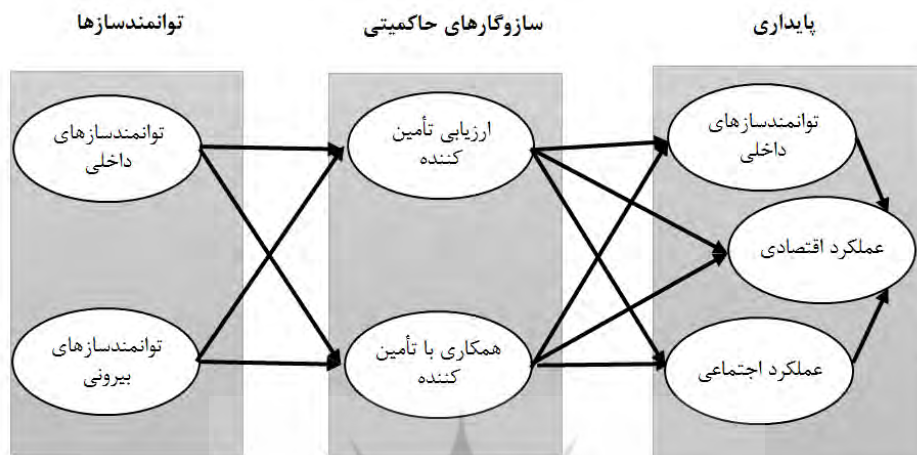 توانمندسازها
سازوگارهای حاکمیتی
پایداری
توانمندسازهای
داخلی
ارزیابی تأمین
کننده
توانمندسازهای
داخلی
عملکرد اقتصادی
توانمندسازهای
بیرونی
همکاری با تأمین
کننده
عملکرد اجتماعی